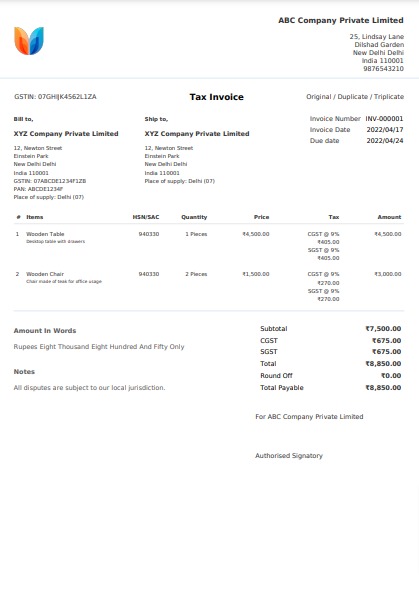 ABC Company Private Limited
25, Lindsay Lane
Dilshad Garden
New Delhi Delhi
India 110001
9876543210
GSTIN: 07GHIJK4562L1ZA
Tax Invoice
Original / Duplicate / Triplicate
Bill to,
XYZ Company Private Limited
12, Newton Street
Einstein Park
New Delhi Delhi
India 110001
GSTIN: 07ABCDE1234F1ZB
PAN: ABCDE1234F
Place of supply: Delhi (07)
Ship to,
XYZ Company Private Limited
12, Newton Street
Einstein Park
New Delhi Delhi
India 110001
Place of supply: Delhi (07)
Invoice Number INV-000001
Invoice Date 2022/04/17
Due date 2022/04/24
# Items HSN/SAC Quantity Price Tax Amount
1 Wooden Table 940330 1 Pieces ₹4,500.00 CGST @ 9% ₹4,500.00
Desktop table with drawers ₹405.00
SGST @ 9%
₹405.00
2 Wooden Chair 940330 2 Pieces ₹1,500.00 CGST @ 9% ₹3,000.00
Chair made of teak for office usage ₹270.00
SGST @ 9%
₹270.00
Amount In Words
Rupees Eight Thousand Eight Hundred And Fifty Only
Notes
All disputes are subject to our local jurisdiction.
Subtotal ₹7,500.00
CGST ₹675.00
SGST ₹675.00
Total ₹8,850.00
Round Off ₹0.00
Total Payable ₹8,850.00
For ABC Company Private Limited
Authorised Signatory